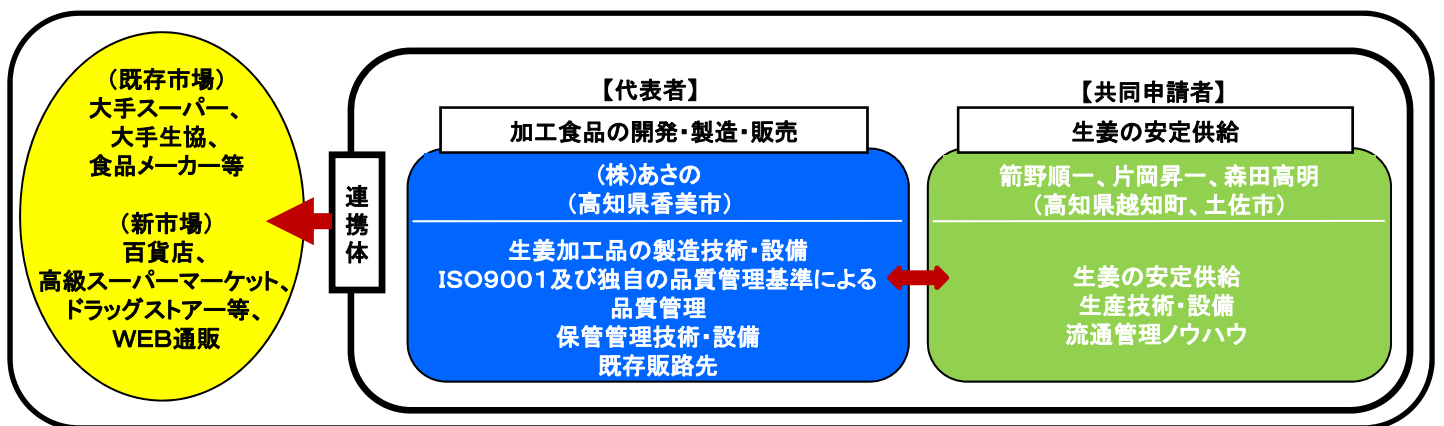 (既存市場)
大手スーパー、
大手生協、
食品メーカー等
(新市場)
百貨店、
高級スーパーマーケット、
ドラッグストアー等、
WEB通販
連
携
体
【代表者】
加工食品の開発・製造・販売
(株)あさの
(高知県香美市)
生姜加工品の製造技術・設備
ISO9001及び独自の品質管理基準による
品質管理
保管管理技術・設備
既存販路先
【共同申請者】
生姜の安定供給
箭野順一、片岡昇一、森田高明
(高知県越知町、土佐市)
生姜の安定供給
生産技術・設備
流通管理ノウハウ